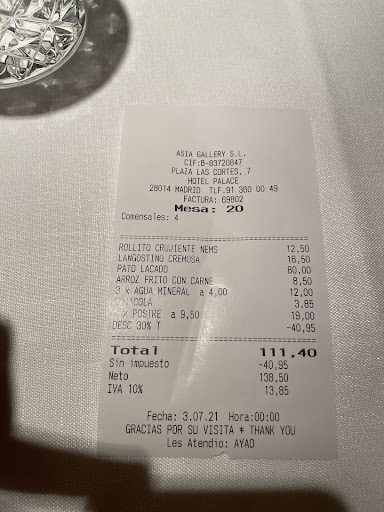 ASIA GALLERY S.L.
CIF:B-83720847
PLAZA LAS CORTES, 7
HOTEL PALACE
28014 MADRID TLF.91 360 00 49
FACTURA: 69802
Mesa: 20
Comensales: 4
ROLLITO CRUJIENTE NEMS 12,50
LANGOSTINO CREMOSA 16,50
PATO LACADO 80,00
ARROZ FRITO CON CARNE 8,50
3 x AGUA MINERAL a 4,00 12,00
COLA 3,85
x POSTRE a 9,50 19,00
DESC 30% T -40,95
Total 111,40
Sin impuesto -40,95
Neto 138,50
IVA 10% 13,85
Fecha: 3.07.21 Hora:00:00
GRACIAS POR SU VISITA * THANK YOU
Les Atendio: AYAO